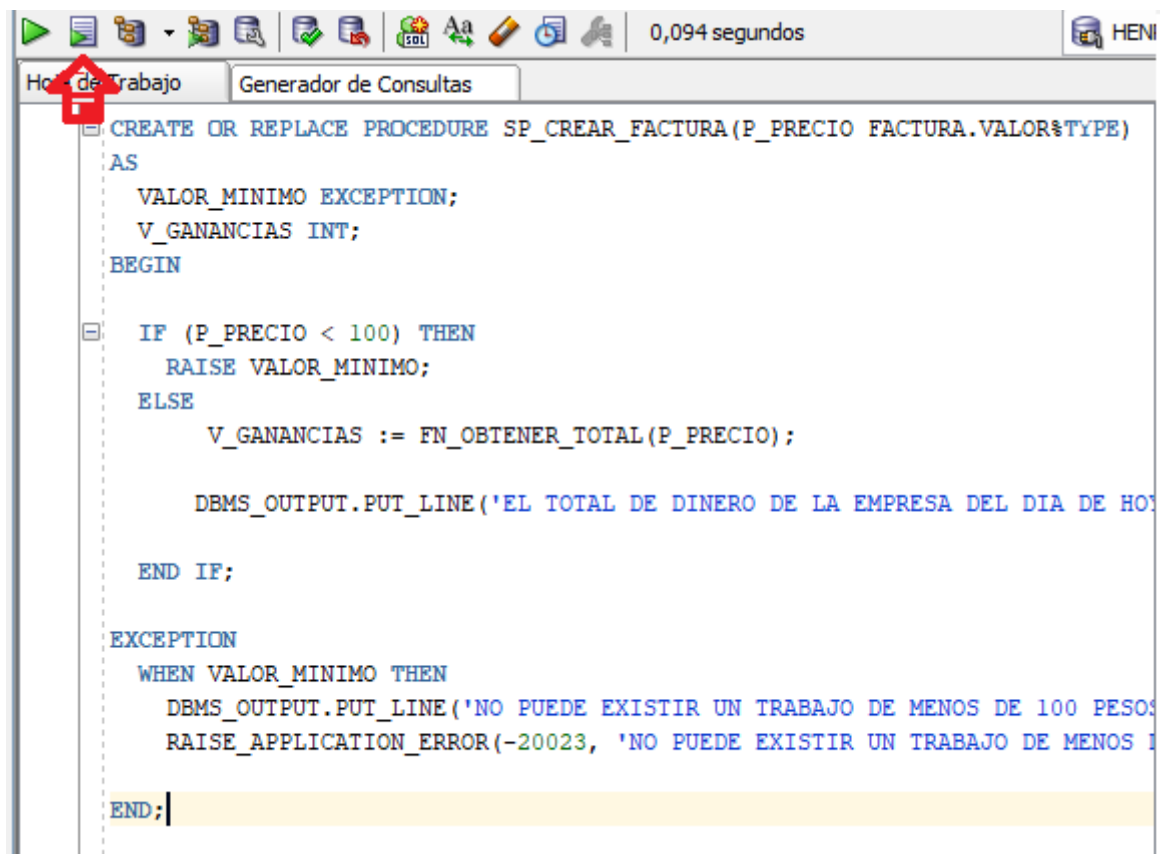 0,094 segundos HENI
Hoja de Trabajo Generador de Consultas
F
CREATE OR REPLACE PROCEDURE SP_CREAR_FACTURA(P_PRECIO FACTURA.VALOR%TYPE)
AS
VALOR_MINIMO EXCEPTION;
V_GANANCIAS INT;
BEGIN
IF (P_PRECIO < 100) THEN
RAISE VALOR_MINIMO;
ELSE
V_GANANCIAS := FN_OBTENER_TOTAL(P_PRECIO);
DBMS_OUTPUT.PUT_LINE('EL TOTAL DE DINERO DE LA EMPRESA DEL DIA DE HOY
END IF;
EXCEPTION
WHEN VALOR_MINIMO THEN
DBMS_OUTPUT.PUT_LINE('NO PUEDE EXISTIR UN TRABAJO DE MENOS DE 100 PESOS
RAISE_APPLICATION_ERROR(-20023, 'NO PUEDE EXISTIR UN TRABAJO DE MENOS
END;